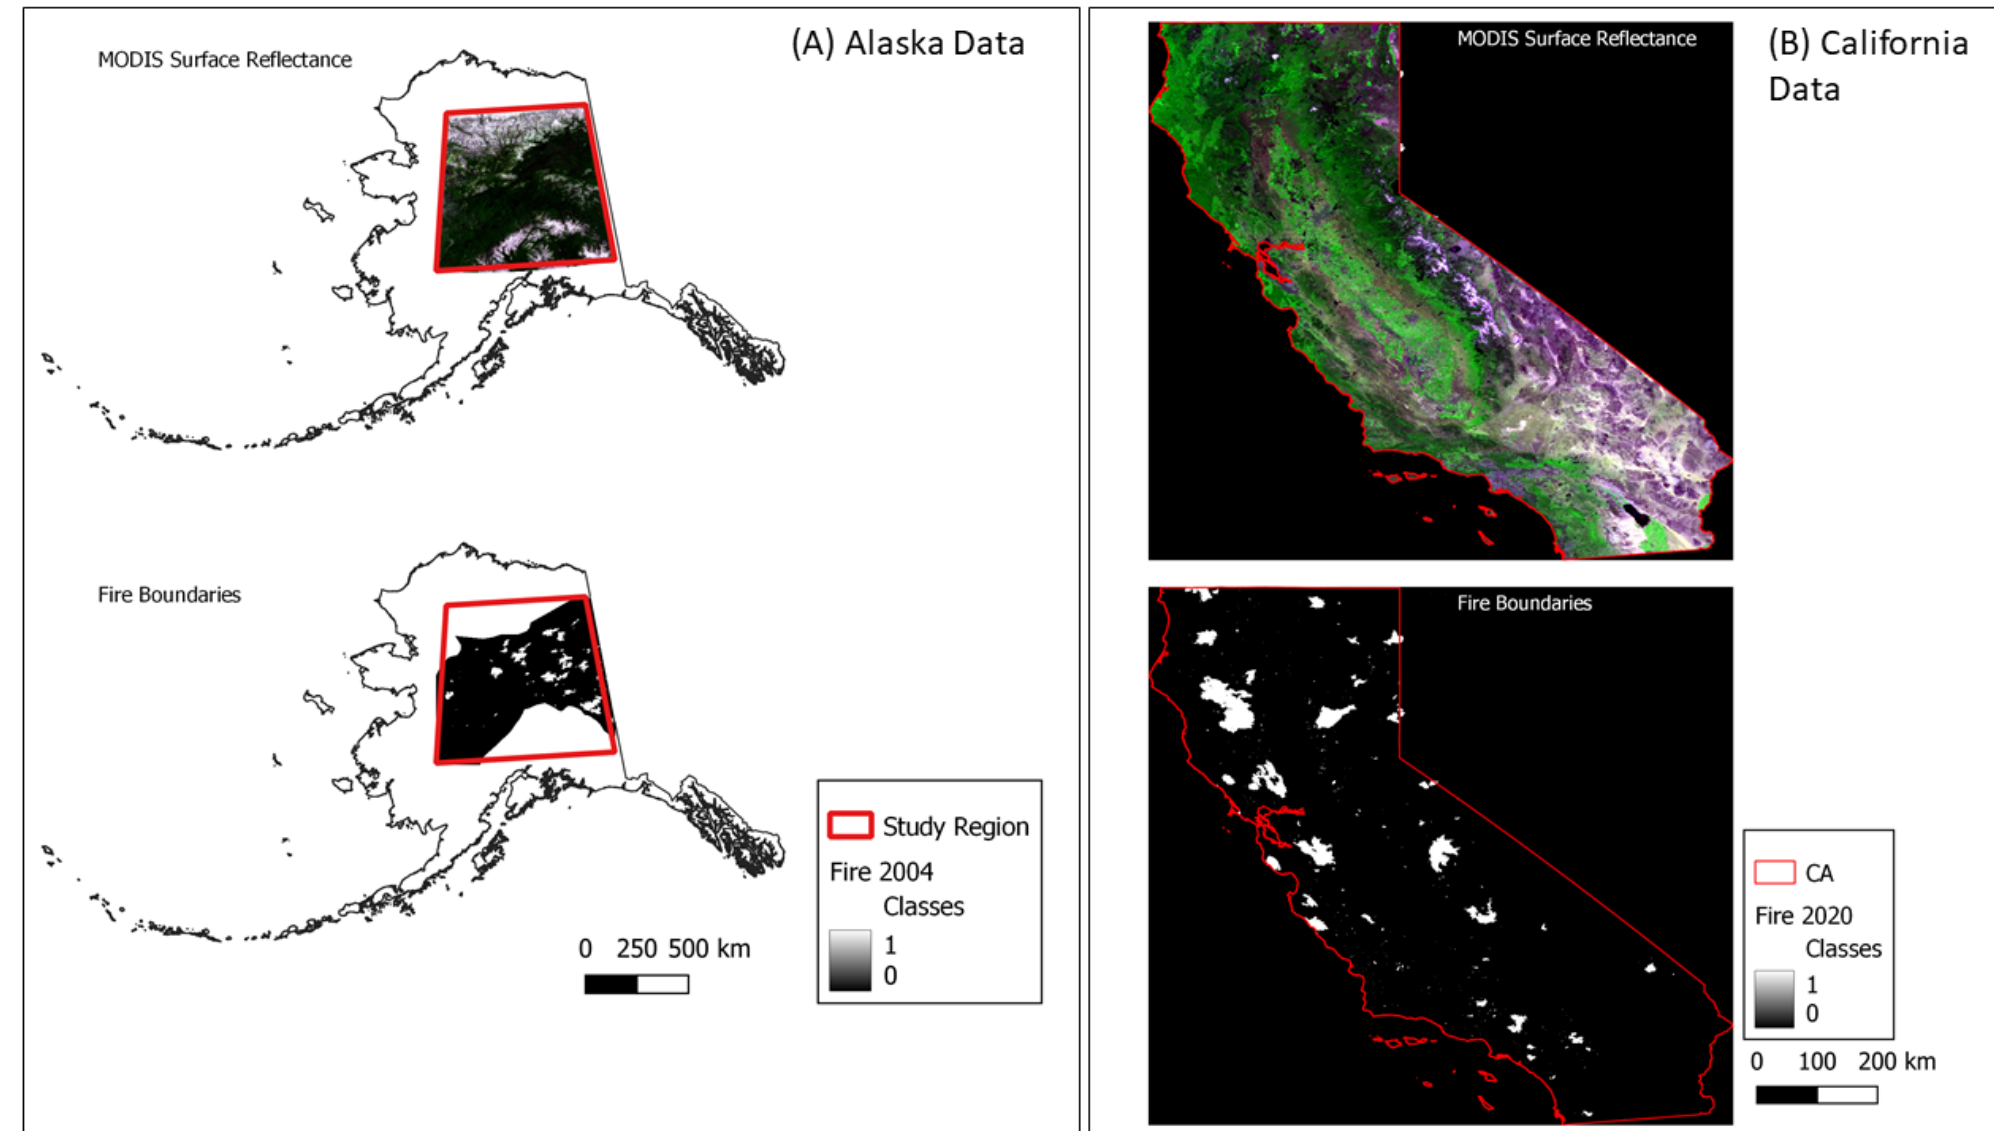 (A) Alaska Data
MODIS Surface Reflectance
Fire Boundaries
Study Region
Fire 2004
Classes
1
0
0 250 500 km
(B) California
Data
MODIS Surface Reflectance
Fire Boundaries
CA
Fire 2020
Classes
1
0
0 100 200 km